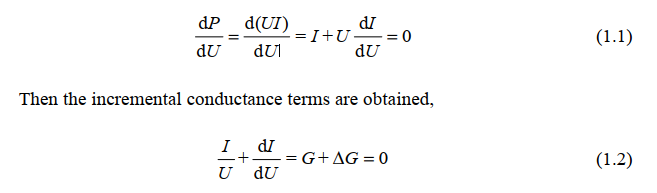 dP/dU = d(UI)/dU = I + U dI/dU = 0 (1.1)
Then the incremental conductance terms are obtained,
I/U + dI/dU = G + ΔG = 0 (1.2)